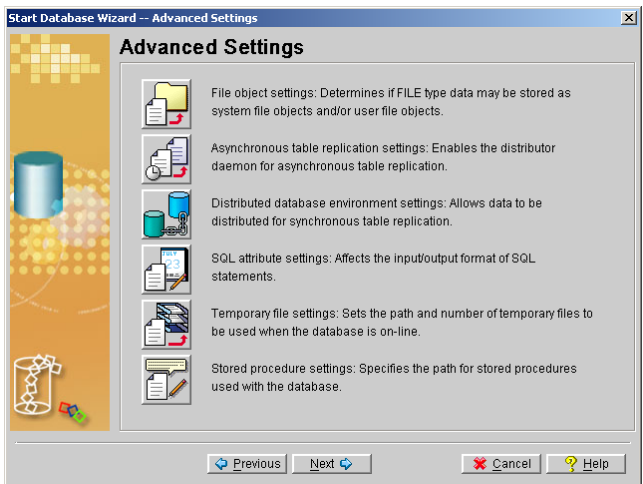 Start Database Wizard -- Advanced Settings
Advanced Settings
File object settings: Determines if FILE type data may be stored as
system file objects and/or user file objects.
Asynchronous table replication settings: Enables the distributor
daemon for asynchronous table replication.
Distributed database environment settings: Allows data to be
distributed for synchronous table replication.
JULY
23
SQL attribute settings: Affects the input/output format of SQL
statements.
Temporary file settings: Sets the path and number of temporary files to
be used when the database is on-line.
Stored procedure settings: Specifies the path for stored procedures
used with the database.
Previous Next Cancel Help